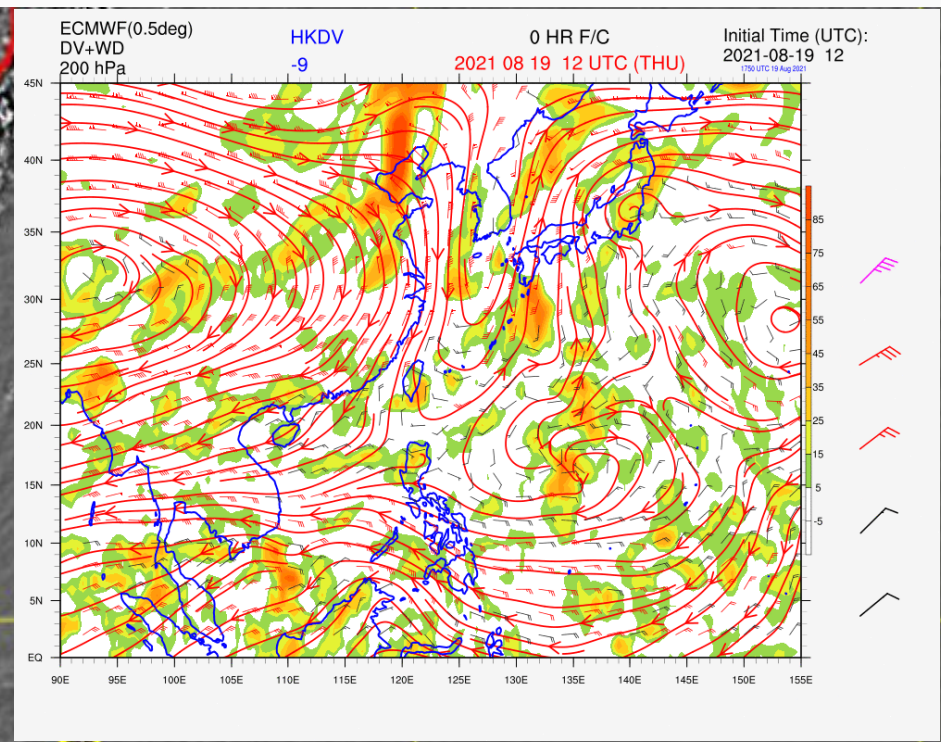 ECMWF(0.5deg)
DV+WD
200 hPa
HKDV
-9
0 HR F/C
2021 08 19 12 UTC (THU)
Initial Time (UTC):
2021-08-19 12
1750 UTC 19 Aug 2021
45N
40N
35N
30N
25N
20N
15N
10N
5N
EQ
90E 95E 100E 105E 110E 115E 120E 125E 130E 135E 140E 145E 150E 155E
85
75
65
55
45
35
25
15
5
-5